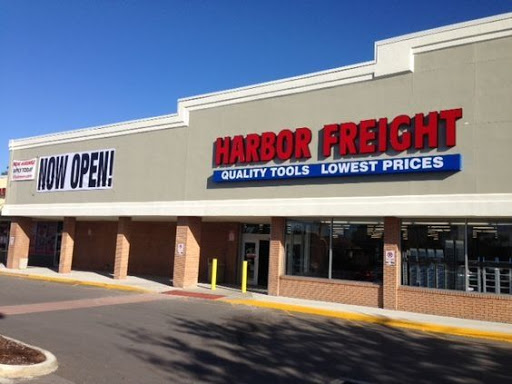 NOW OPEN!
HARBOR FREIGHT
QUALITY TOOLS LOWEST PRICES